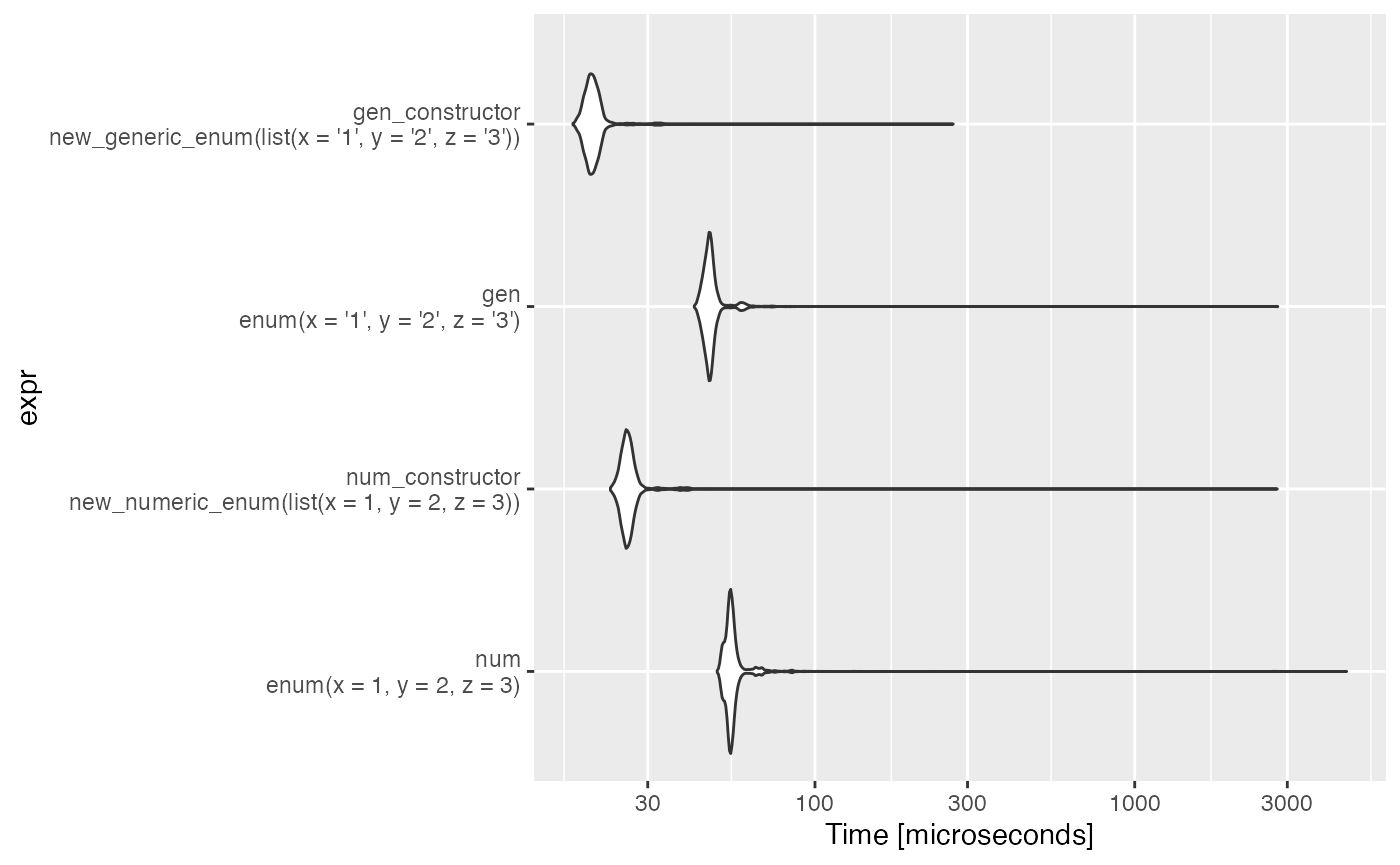 gen_constructor
new_generic_enum(list(x = '1', y = '2', z = '3'))
gen
enum(x = '1', y = '2', z = '3')
expr
num_constructor
new_numeric_enum(list(x = 1, y = 2, z = 3))
num
enum(x = 1, y = 2, z = 3)
30 100 300 1000 3000
Time [microseconds]